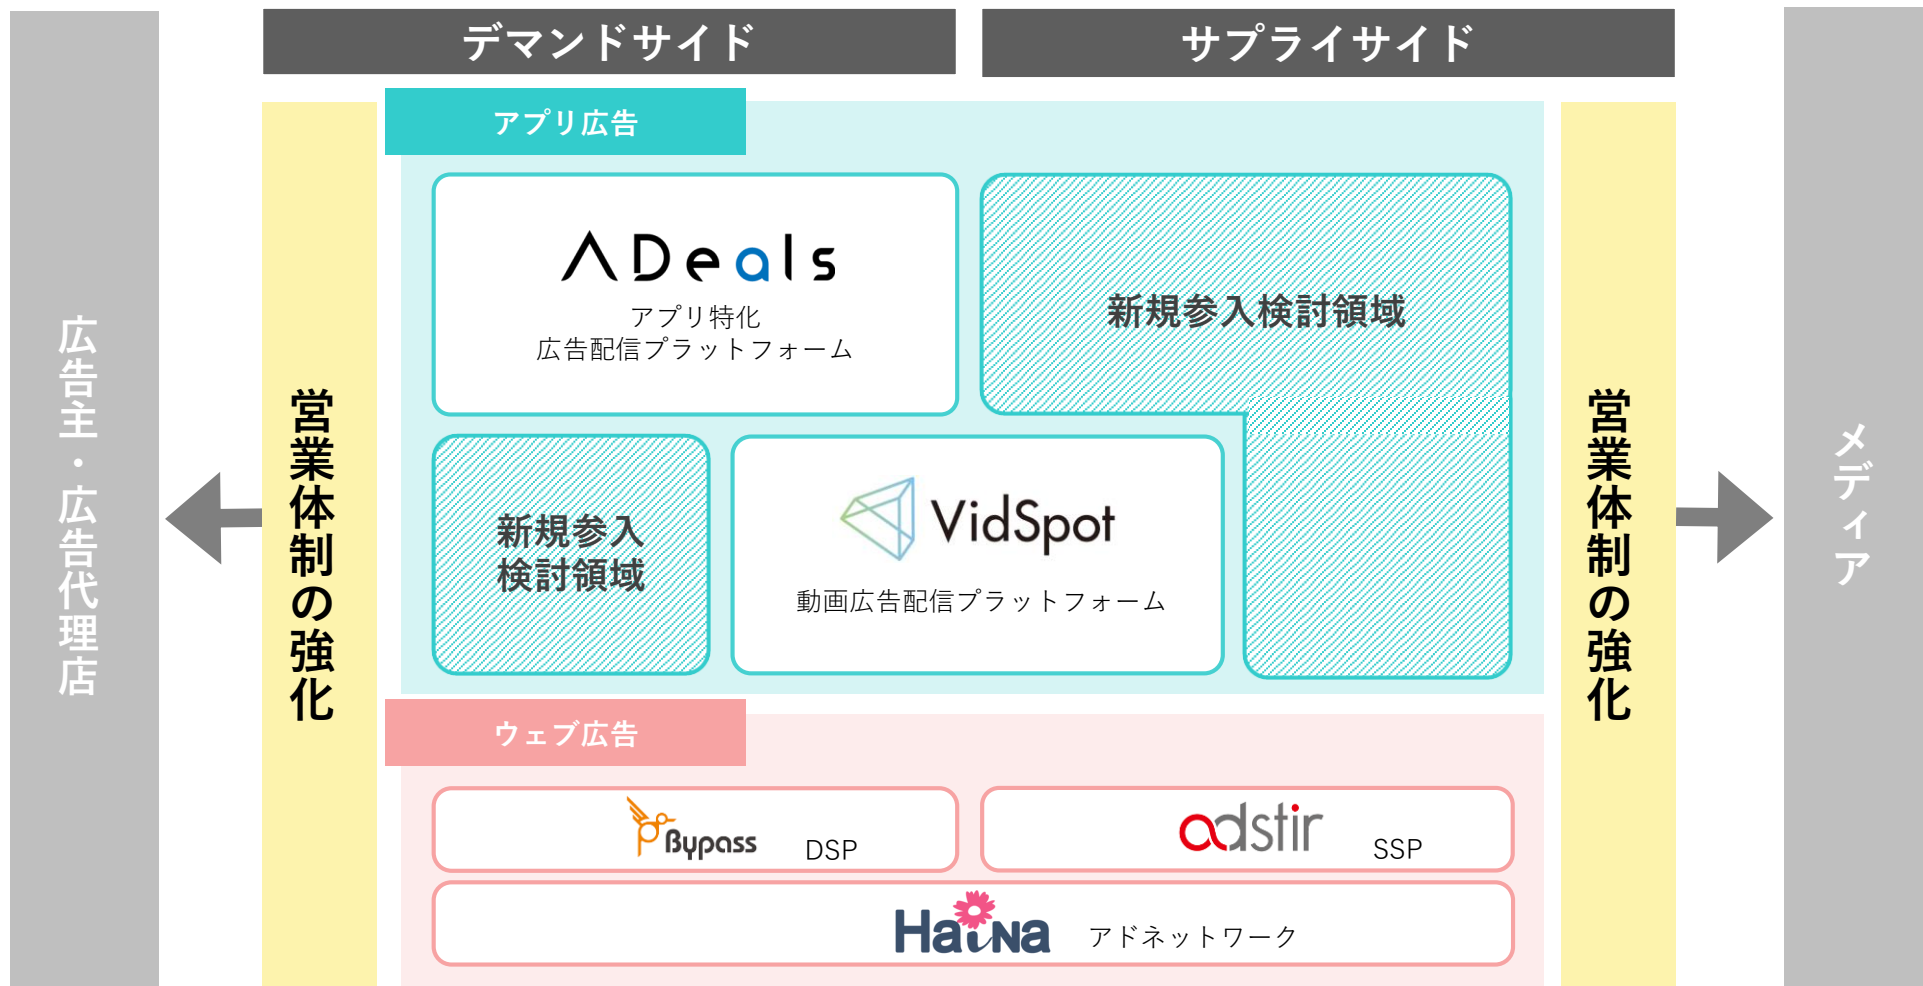 デマンドサイド
サプライサイド
広告主・広告代理店
営業体制の強化
アプリ広告
ADeals
アプリ特化
広告配信プラットフォーム
新規参入検討領域
新規参入
検討領域
VidSpot
動画広告配信プラットフォーム
ウェブ広告
Bypass DSP
adstir SSP
Haina アドネットワーク
営業体制の強化
メディア